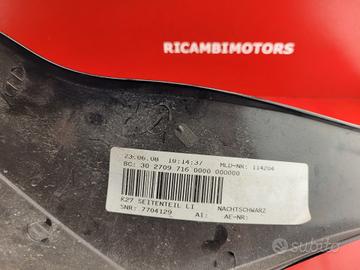 RICAMBIMOTORS
23.06.08 10:14:37 MLD-NR: 114204
BC: 30 2709 716 0000 000000
K27 SEITENTEIL LI NACHTSCHWARZ
SNR: 7704129 AI: AE-NR:
subito